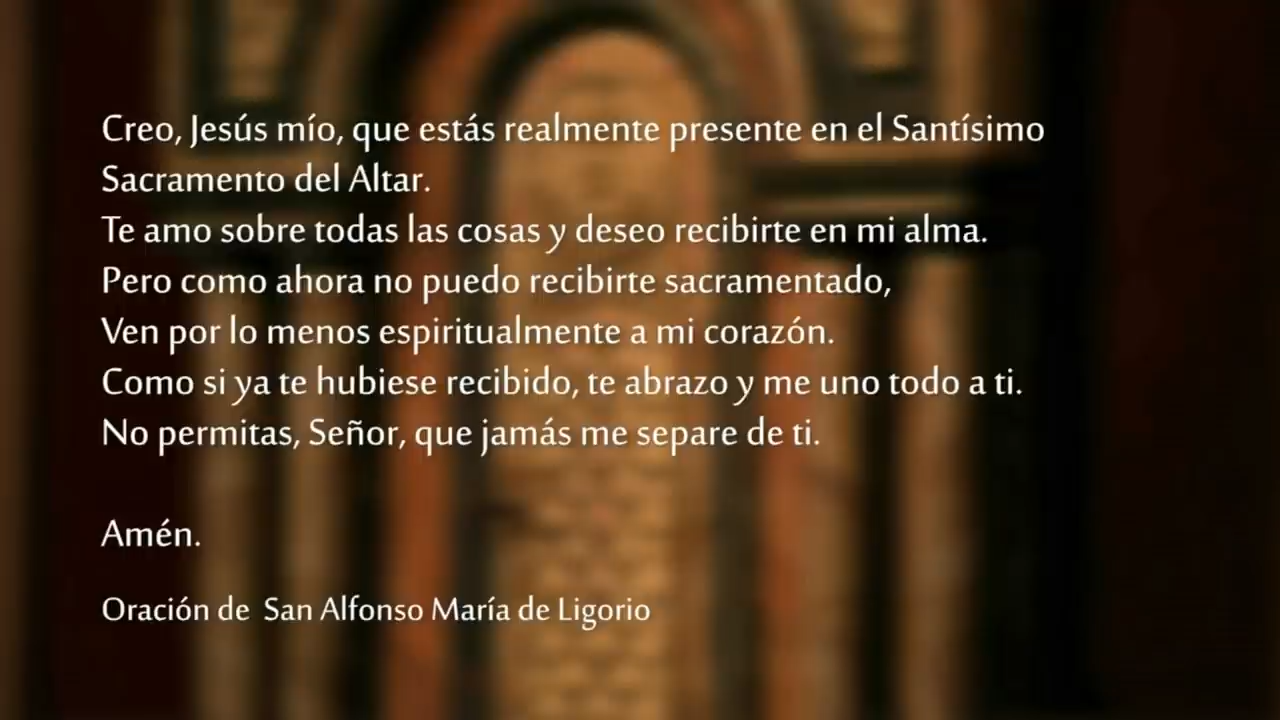 Creo, Jesús mío, que estás realmente presente en el Santísimo
Sacramento del Altar.
Te amo sobre todas las cosas y deseo recibirte en mi alma.
Pero como ahora no puedo recibirte sacramentado,
Ven por lo menos espiritualmente a mi corazón.
Como si ya te hubiese recibido, te abrazo y me uno todo a ti.
No permitas, Señor, que jamás me separe de ti.
Amén.
Oración de San Alfonso María de Ligorio